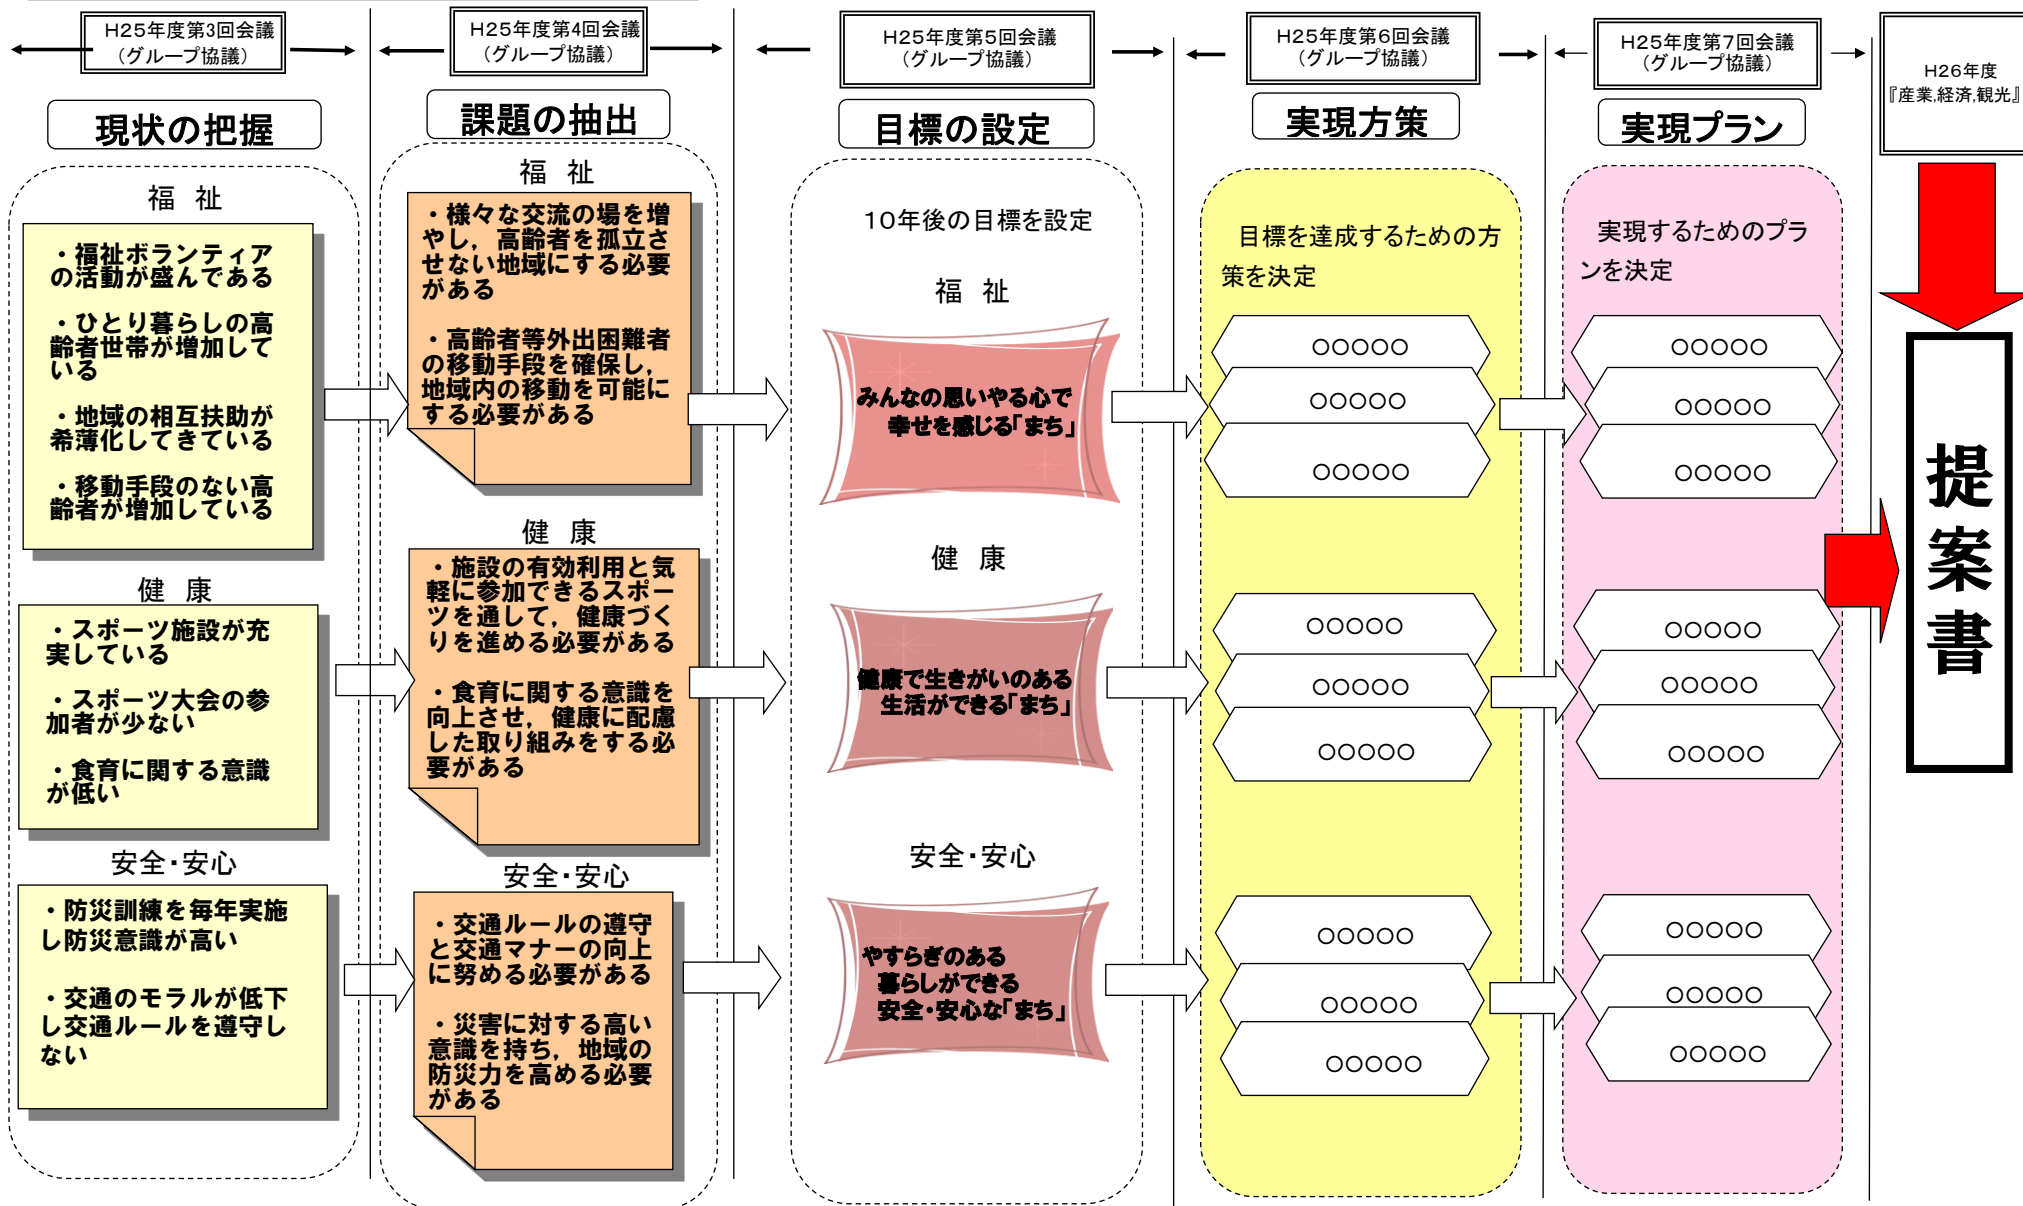 H25年度第3回会議
(グループ協議)
現状の把握
福 祉
・福祉ボランティア
の活動が盛んである
・ひとり暮らしの高
齢者世帯が増加して
いる
・地域の相互扶助が
希薄化してきている
・移動手段のない高
齢者が増加している
健 康
・スポーツ施設が充
実している
・スポーツ大会の参
加者が少ない
・食育に関する意識
が低い
安全・安心
・防災訓練を毎年実施
し防災意識が高い
・交通のモラルが低下
し交通ルールを遵守し
ない
H25年度第4回会議
(グループ協議)
課題の抽出
福 祉
・様々な交流の場を増
やし，高齢者を孤立さ
せない地域にする必要
がある
・高齢者等外出困難者
の移動手段を確保し，
地域内の移動を可能に
する必要がある
健 康
・施設の有効利用と気
軽に参加できるスポー
ツを通して，健康づく
りを進める必要がある
・食育に関する意識を
向上させ，健康に配慮
した取り組みをする必
要がある
安全・安心
・交通ルールの遵守
と交通マナーの向上
に努める必要がある
・災害に対する高い
意識を持ち，地域の
防災力を高める必要
がある
H25年度第5回会議
(グループ協議)
目標の設定
10年後の目標を設定
福 祉
みんなの思いやる心で
幸せを感じる「まち」
健 康
健康で生きがいのある
生活ができる「まち」
安全・安心
やすらぎのある
暮らしができる
安全・安心な「まち」
H25年度第6回会議
(グループ協議)
実現方策
目標を達成するための方
策を決定
○○○○○
○○○○○
○○○○○
○○○○○
○○○○○
○○○○○
○○○○○
○○○○○
○○○○○
H25年度第7回会議
(グループ協議)
実現プラン
実現するためのプラ
ンを決定
○○○○○
○○○○○
○○○○○
○○○○○
○○○○○
○○○○○
○○○○○
○○○○○
○○○○○
H26年度
『産業,経済,観光』
提案書